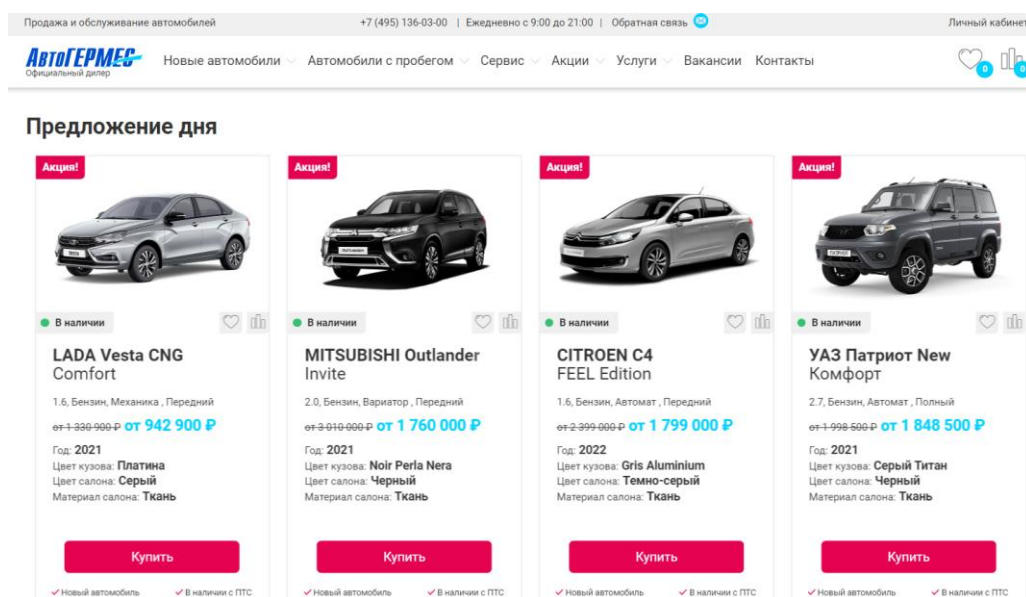 Продажа и обслуживание автомобилей
+7 (495) 136-03-00 | Ежедневно с 9:00 до 21:00 | Обратная связь
Личный кабинет
АвтоГЕРМЕС
Официальный дилер
Новые автомобили Автомобили с пробегом Сервис Акции Услуги Вакансии Контакты
0 0
Предложение дня
Акция!
В наличии
LADA Vesta CNG
Comfort
1.6, Бензин, Механика , Передний
от 1 330 900 ₽ от 942 900 ₽
Год: 2021
Цвет кузова: Платина
Цвет салона: Серый
Материал салона: Ткань
Купить
Новый автомобиль В наличии с ПТС
Акция!
OUTLANDER
В наличии
MITSUBISHI Outlander
Invite
2.0, Бензин, Вариатор , Передний
от 3 010 000 ₽ от 1 760 000 ₽
Год: 2021
Цвет кузова: Noir Perla Nera
Цвет салона: Черный
Материал салона: Ткань
Купить
Новый автомобиль В наличии с ПТС
Акция!
В наличии
CITROEN C4
FEEL Edition
1.6, Бензин, Автомат , Передний
от 2 399 000 ₽ от 1 799 000 ₽
Год: 2022
Цвет кузова: Gris Aluminium
Цвет салона: Темно-серый
Материал салона: Ткань
Купить
Новый автомобиль В наличии с ПТС
Акция!
В наличии
УАЗ Патриот New
Комфорт
2.7, Бензин, Автомат , Полный
от 1 998 500 ₽ от 1 848 500 ₽
Год: 2021
Цвет кузова: Серый Титан
Цвет салона: Черный
Материал салона: Ткань
Купить
Новый автомобиль В наличии с ПТС